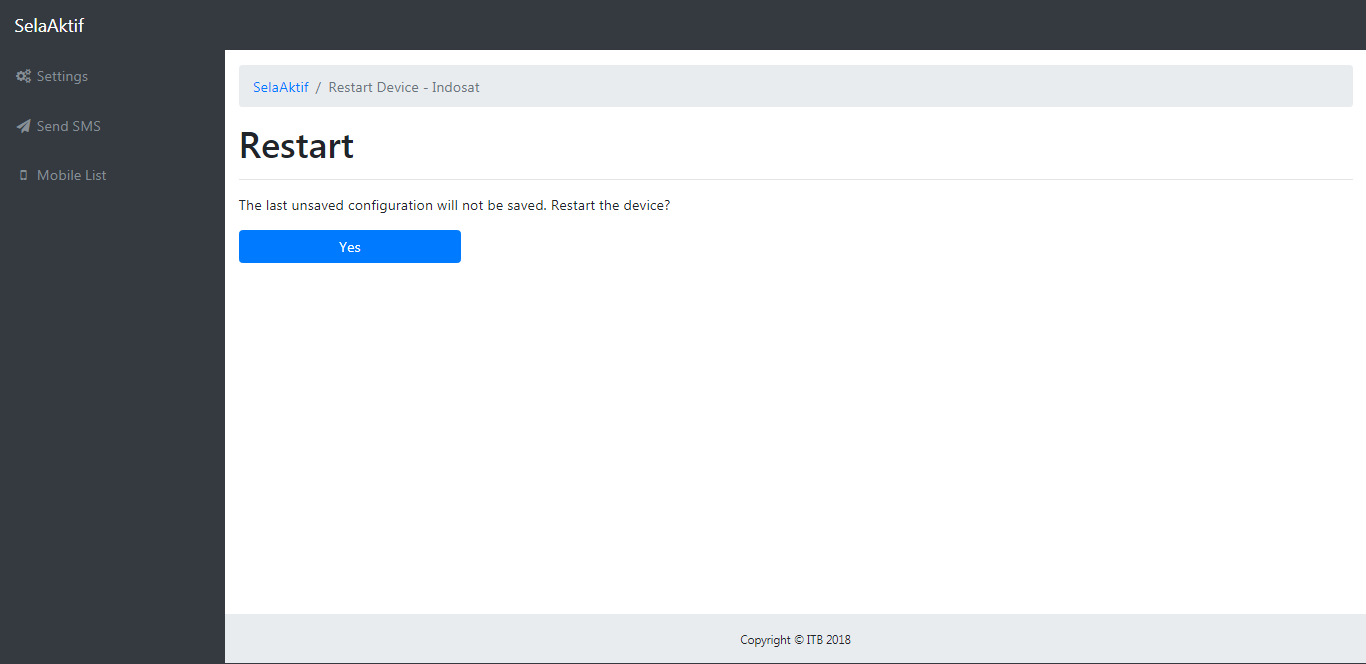 SelaAktif
Settings
Send SMS
Mobile List
SelaAktif / Restart Device - Indosat
Restart
The last unsaved configuration will not be saved. Restart the device?
Yes
Copyright © ITB 2018